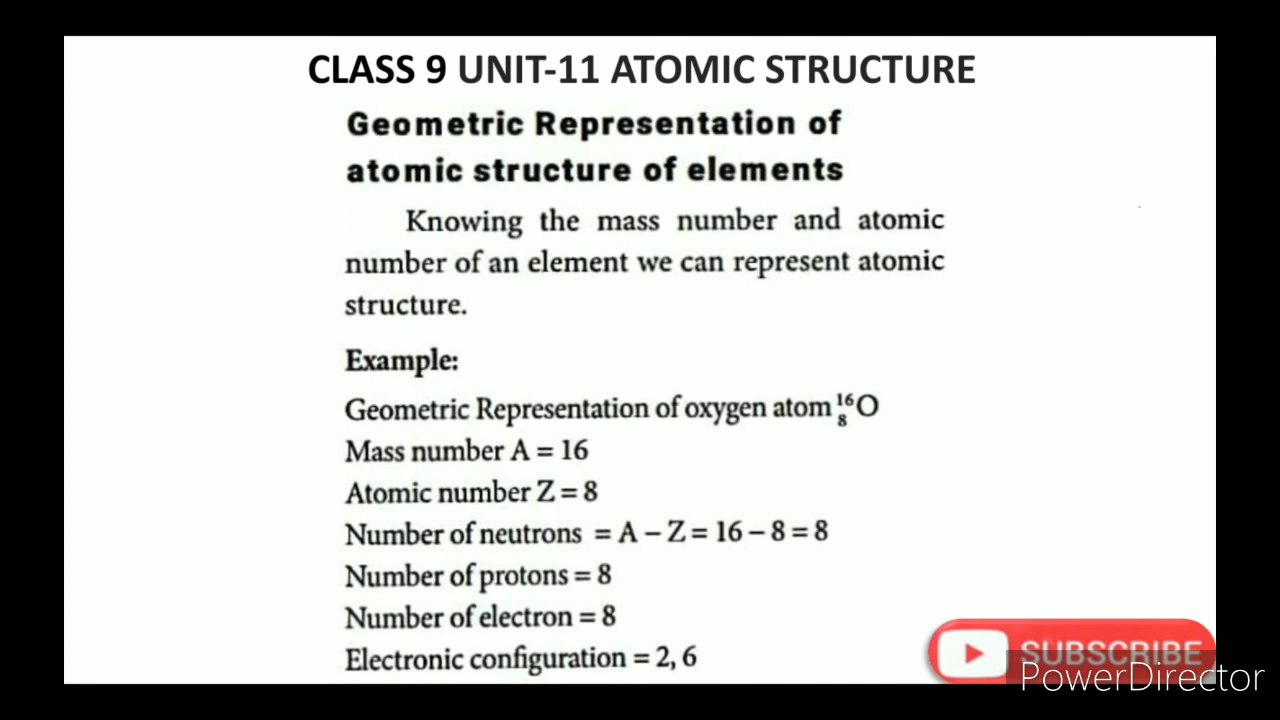 CLASS 9 UNIT-11 ATOMIC STRUCTURE
Geometric Representation of
atomic structure of elements
Knowing the mass number and atomic
number of an element we can represent atomic
structure.
Example:
Geometric Representation of oxygen atom ¹⁶₈O
Mass number A = 16
Atomic number Z = 8
Number of neutrons = A – Z = 16 – 8 = 8
Number of protons = 8
Number of electron = 8
Electronic configuration = 2, 6
SUBSCRIBE
PowerDirector